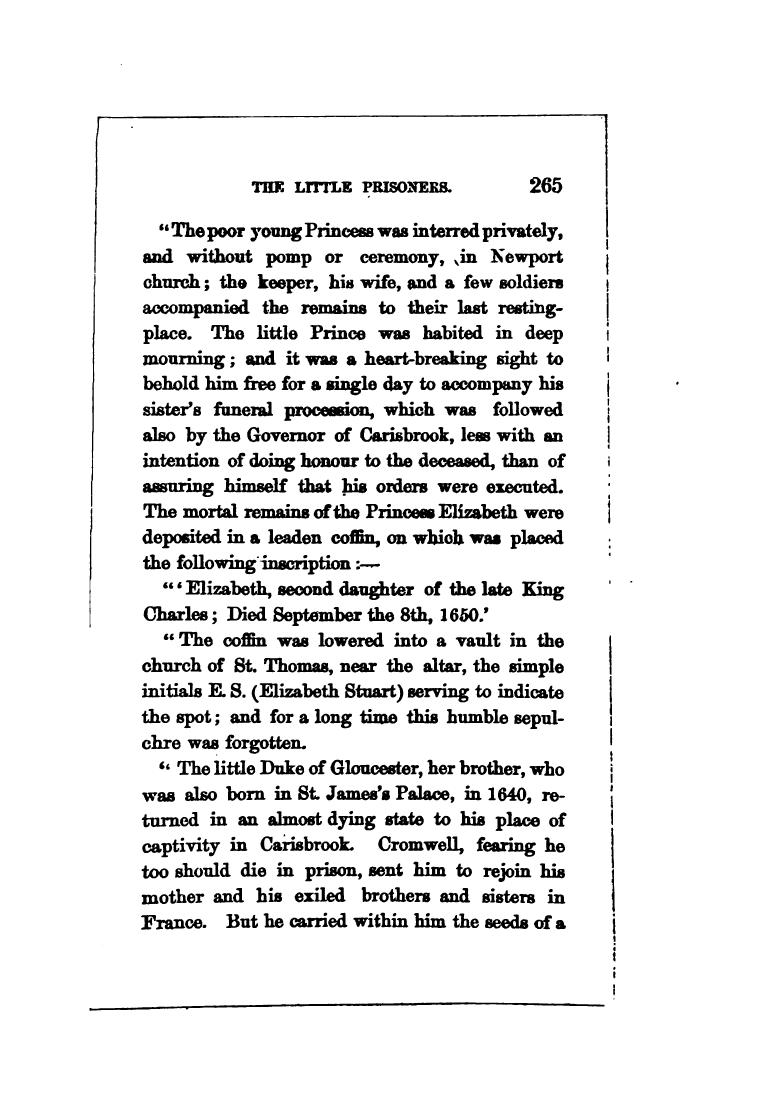 THE LITTLE PRISONERS. 265
"The poor young Princess was interred privately,
and without pomp or ceremony, in Newport
church; the keeper, his wife, and a few soldiers
accompanied the remains to their last resting-
place. The little Prince was habited in deep
mourning; and it was a heart-breaking sight to
behold him free for a single day to accompany his
sister's funeral procession, which was followed
also by the Governor of Carisbrook, less with an
intention of doing honour to the deceased, than of
assuring himself that his orders were executed.
The mortal remains of the Princess Elizabeth were
deposited in a leaden coffin, on which was placed
the following inscription:—
"'Elizabeth, second daughter of the late King
Charles; Died September the 8th, 1650.'
"The coffin was lowered into a vault in the
church of St. Thomas, near the altar, the simple
initials E. S. (Elizabeth Stuart) serving to indicate
the spot; and for a long time this humble sepul-
chre was forgotten.
"The little Duke of Gloucester, her brother, who
was also born in St. James's Palace, in 1640, re-
turned in an almost dying state to his place of
captivity in Carisbrook. Cromwell, fearing he
too should die in prison, sent him to rejoin his
mother and his exiled brothers and sisters in
France. But he carried within him the seeds of a